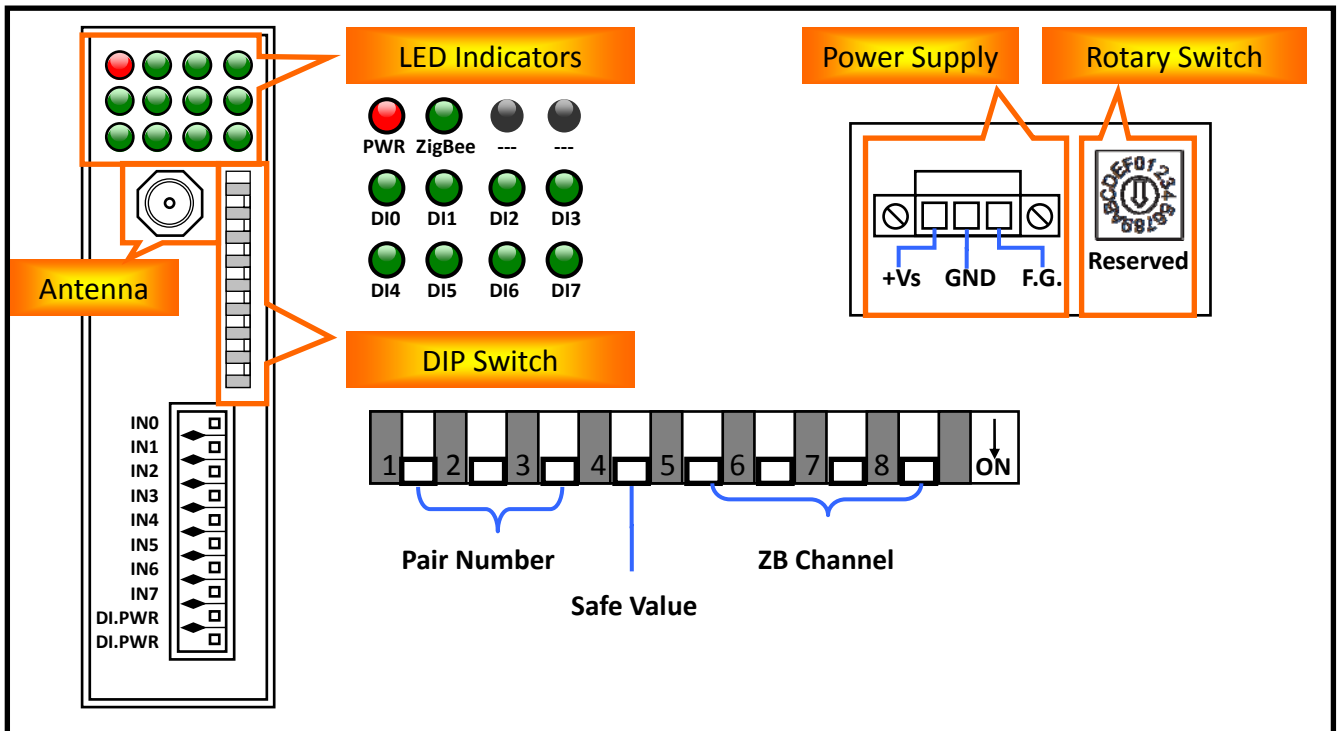 LED Indicators
Power Supply
Rotary Switch
PWR ZigBee --- ---
DI0 DI1 DI2 DI3
DI4 DI5 DI6 DI7
+Vs GND F.G.
Reserved
Antenna
DIP Switch
1 2 3 4 5 6 7 8 ON
Pair Number
ZB Channel
Safe Value
IN0
IN1
IN2
IN3
IN4
IN5
IN6
IN7
DI.PWR
DI.PWR